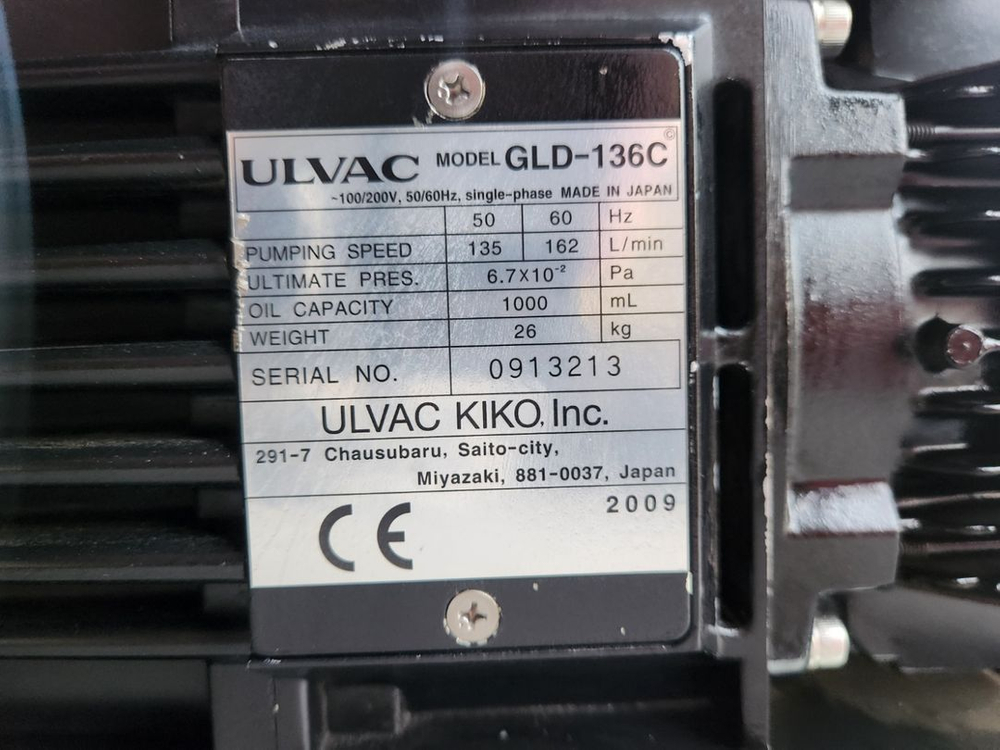 ULVAC MODEL GLD-136C ©
~100/200V, 50/60Hz, single-phase MADE IN JAPAN
50 60 Hz
PUMPING SPEED 135 162 L/min
ULTIMATE PRES. 6.7X10⁻² Pa
OIL CAPACITY 1000 mL
WEIGHT 26 kg
SERIAL NO. 0913213
ULVAC KIKO, Inc.
291-7 Chausubaru, Saito-city,
Miyazaki, 881-0037, Japan
2009
CE